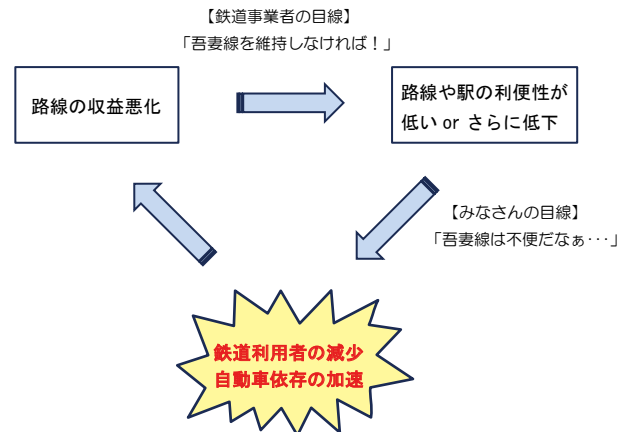 【鉄道事業者の目線】
「吾妻線を維持しなければ！」
路線の収益悪化
路線や駅の利便性が
低い or さらに低下
【みなさんの目線】
「吾妻線は不便だなぁ･･･」
鉄道利用者の減少
自動車依存の加速